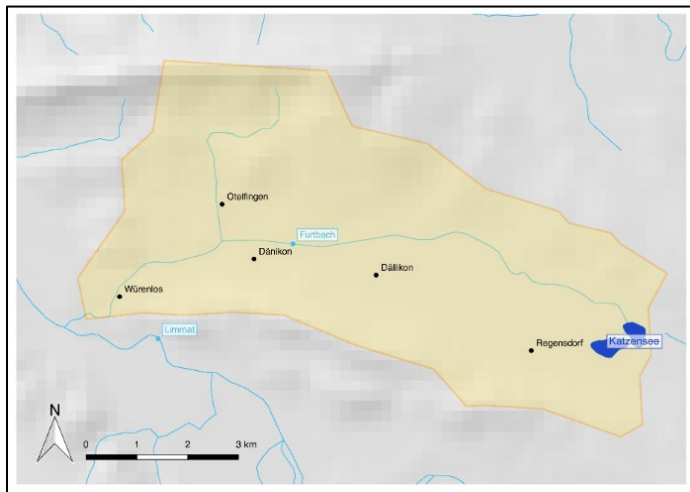 Otelfingen
Furtbach
Dänikon
Dällikon
Würenlos
Limmat
Katzensee
Regensdorf
N
0 1 2 3 km